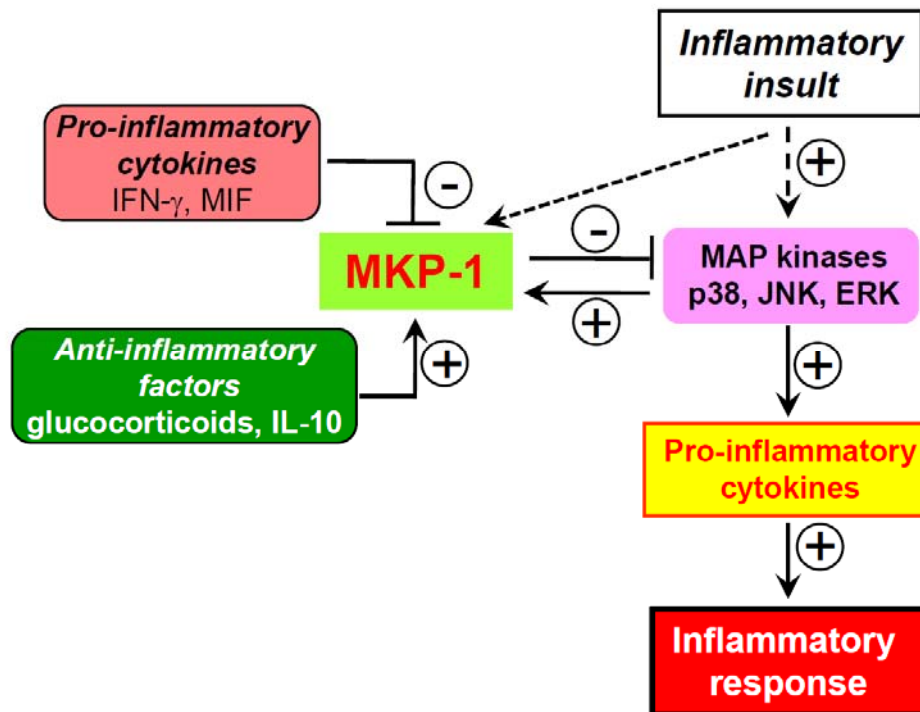 Inflammatory
insult
Pro-inflammatory
cytokines
IFN-γ, MIF
-
+
MKP-1
-
+
MAP kinases
p38, JNK, ERK
Anti-inflammatory
factors
glucocorticoids, IL-10
+
+
Pro-inflammatory
cytokines
+
Inflammatory
response